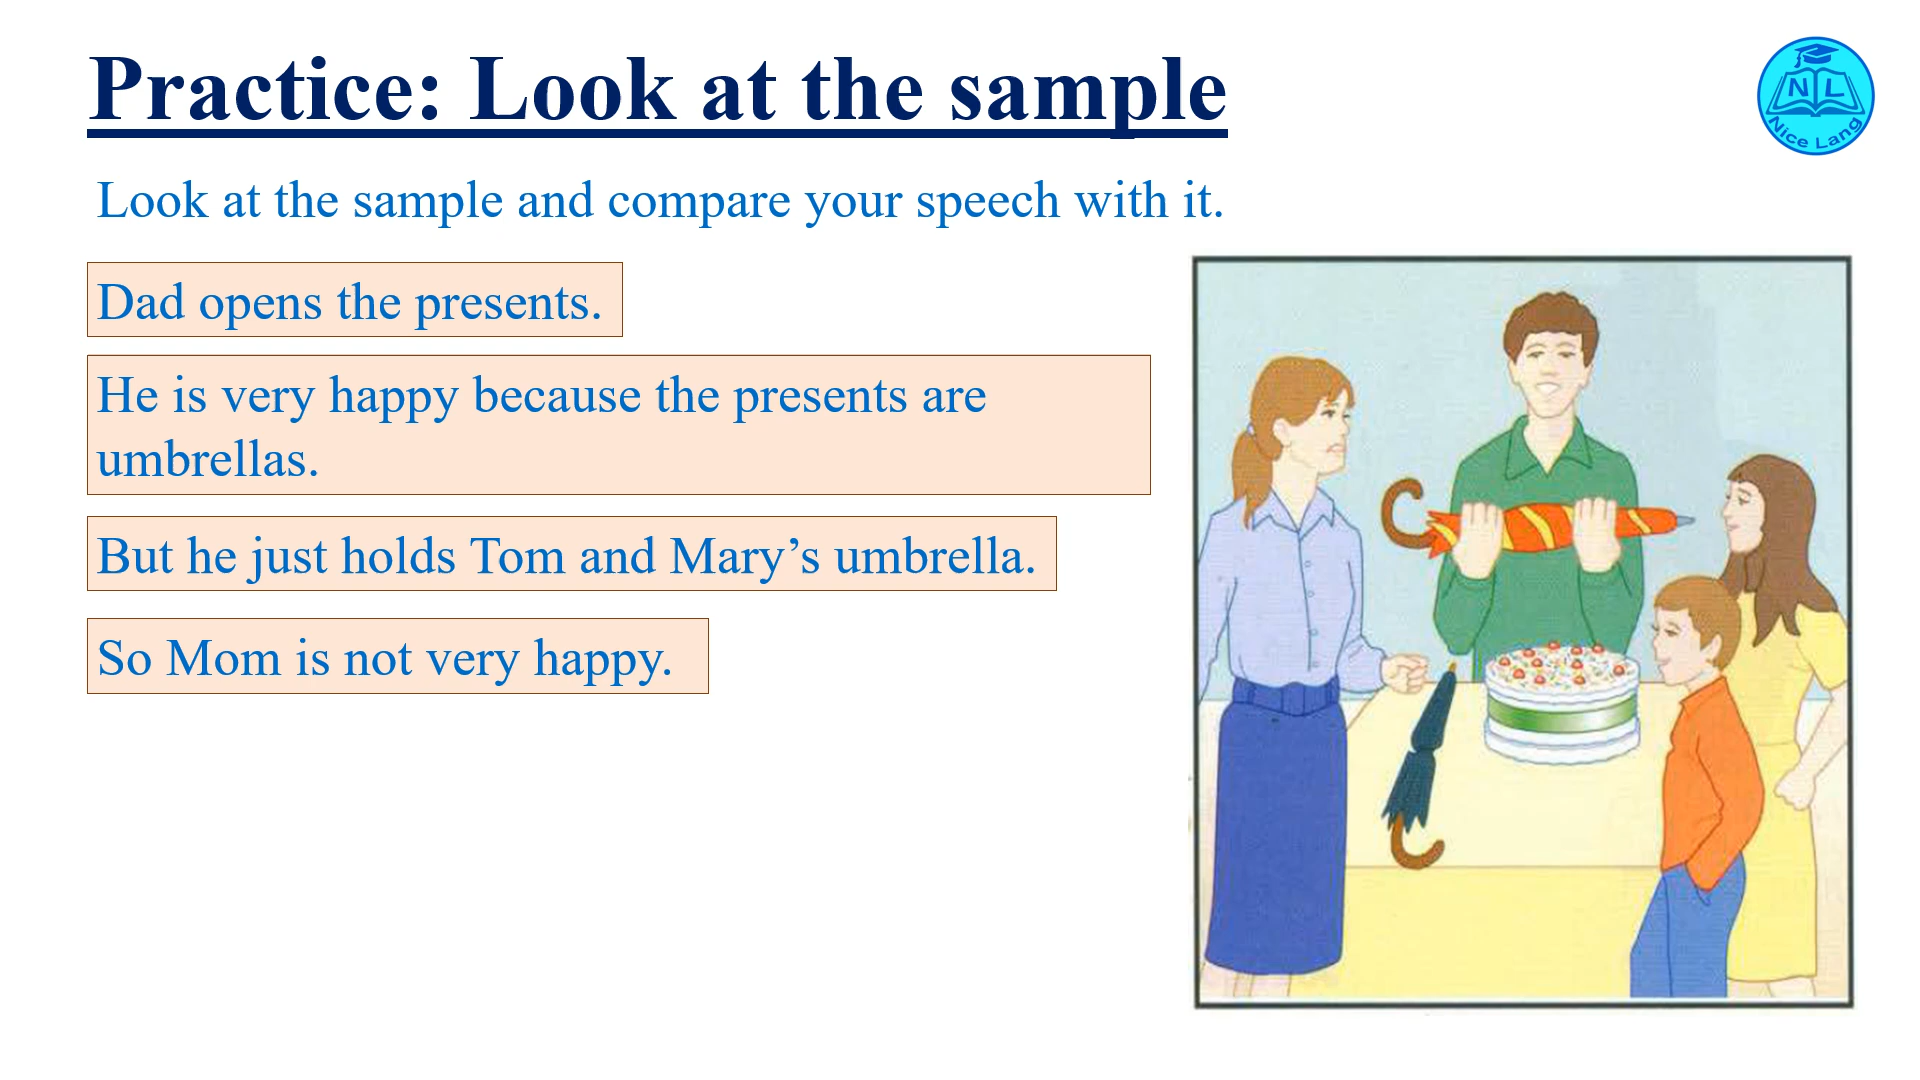 Practice: Look at the sample
N L
Nice Lang
Look at the sample and compare your speech with it.
Dad opens the presents.
He is very happy because the presents are
umbrellas.
But he just holds Tom and Mary’s umbrella.
So Mom is not very happy.